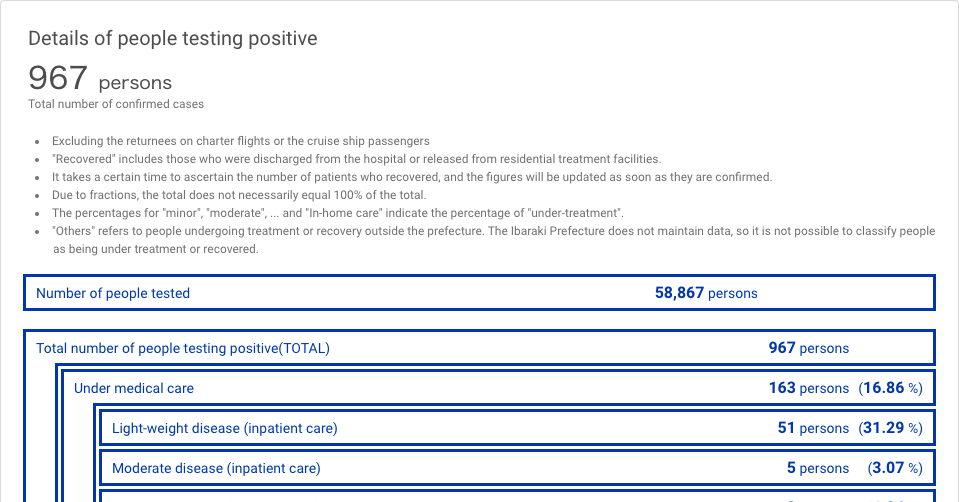 Details of people testing positive
967 persons
Total number of confirmed cases
• Excluding the returnees on charter flights or the cruise ship passengers
• "Recovered" includes those who were discharged from the hospital or released from residential treatment facilities.
• It takes a certain time to ascertain the number of patients who recovered, and the figures will be updated as soon as they are confirmed.
• Due to fractions, the total does not necessarily equal 100% of the total.
• The percentages for "minor", "moderate", ... and "In-home care" indicate the percentage of "under-treatment".
• "Others" refers to people undergoing treatment or recovery outside the prefecture. The Ibaraki Prefecture does not maintain data, so it is not possible to classify people
as being under treatment or recovered.
Number of people tested 58,867 persons
Total number of people testing positive(TOTAL) 967 persons
Under medical care 163 persons (16.86 %)
Light-weight disease (inpatient care) 51 persons (31.29 %)
Moderate disease (inpatient care) 5 persons (3.07 %)